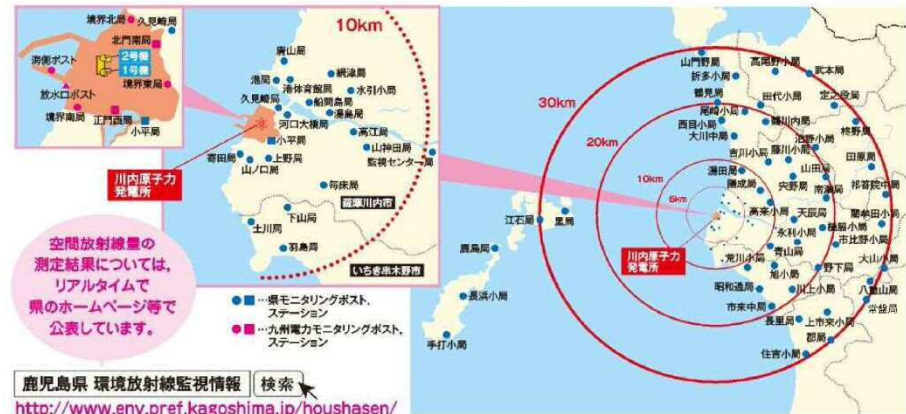 境界北局
久見崎局
北門南局
2号機
1号機
湾側ポスト
放水口ポスト
境界東局
境界南局
正門西局
小平局
10km
唐山局
港局
港体育館局
網津局
水引小局
船間島局
久見崎局
湯島局
河口大橋局
高江局
小平局
山神田局
監視センター局
寄田局
上野局
山ノ口局
川内原子力
発電所
毎床局
薩摩川内市
下山局
土川局
羽島局
いちき串木野市
空間放射線量の
測定結果については、
リアルタイムで
県のホームページ等で
公表しています。
●■…県モニタリングポスト、
ステーション
●■…九州電力モニタリングポスト、
ステーション
鹿児島県 環境放射線監視情報
検索
http://www.env.pref.kagoshima.jp/houshasen/
30km
20km
10km
5km
山門野局
高尾野小局
武本局
折多小局
鶴見局
田代小局
定之段局
尾崎小局
鶴川内局
柊野局
西目小局
大川中局
泊野小局
吉川小局
藤川小局
田原局
湯田局
山田局
陽成局
宍野局
南瀬局
祁答院中局
高来小局
天辰局
藺牟田小局
江石局
里局
永利小局
樋脇小局
市比野小局
鹿島局
川内原子力
発電所
青山局
大山小局
荒川小局
旭小局
野下局
八重山局
長浜小局
昭和通局
川上小局
常盤局
市来中局
上市来小局
長里局
郡局
手打小局
住吉小局